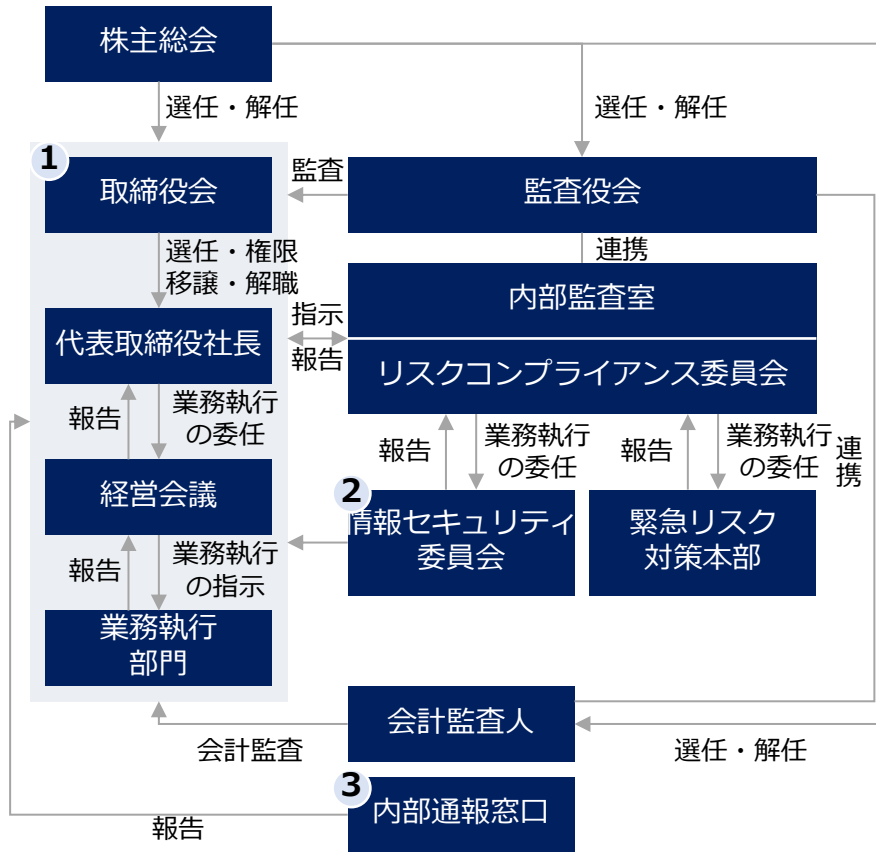 株主総会
選任・解任
選任・解任
1
取締役会
監査
監査役会
選任・権限
移譲・解職
連携
内部監査室
代表取締役社長
指示
報告
リスクコンプライアンス委員会
報告
業務執行
の委任
報告
業務執行
の委任
報告
業務執行
の委任
連
携
経営会議
2
情報セキュリティ
委員会
緊急リスク
対策本部
報告
業務執行
の指示
業務執行
部門
会計監査人
会計監査
選任・解任
3
内部通報窓口
報告